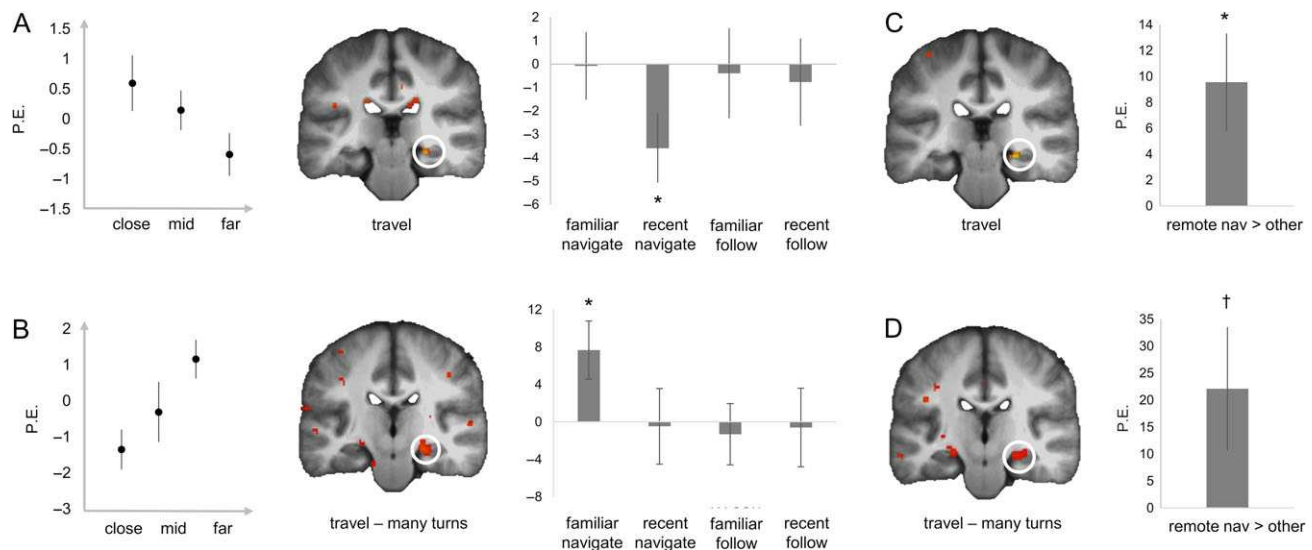 A
P.E.
1.5
1
0.5
0
–0.5
–1
–1.5
close mid far
travel
2
1
0
–1
–2
–3
–4
–5
–6
*
familiar navigate
recent navigate
familiar follow
recent follow
C
travel
P.E.
14
12
10
8
6
4
2
0
*
remote nav > other
B
P.E.
2
1
0
–1
–2
–3
close mid far
travel – many turns
12
8
4
0
–4
–8
*
familiar navigate
recent navigate
familiar follow
recent follow
D
travel – many turns
P.E.
35
30
25
20
15
10
5
0
†
remote nav > other